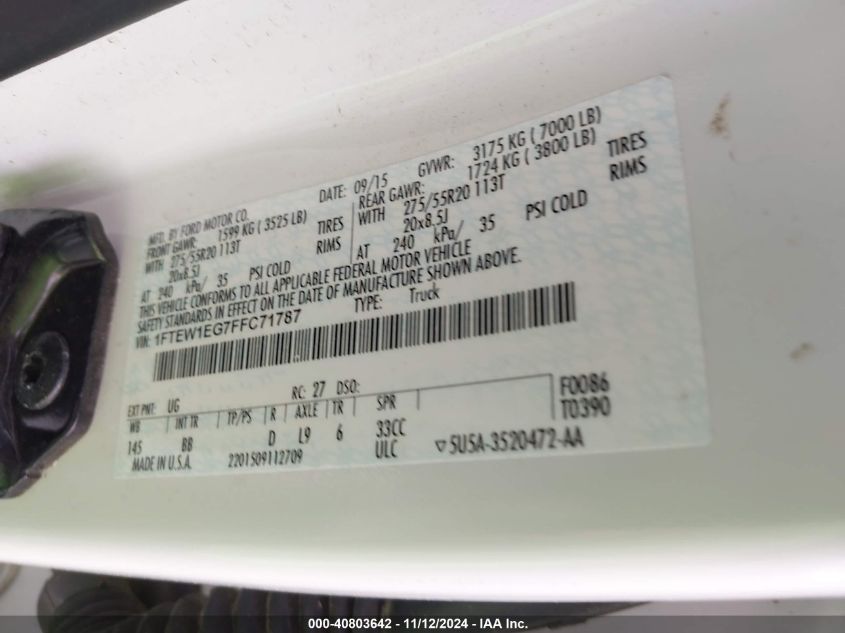 MFD. BY FORD MOTOR CO.
DATE: 09/15 GVWR: 3175 KG ( 7000 LB)
FRONT GAWR: 1599 KG ( 3525 LB)
REAR GAWR: 1724 KG ( 3800 LB)
WITH 275/55R20 113T TIRES
WITH 275/55R20 113T TIRES
20x8.5J RIMS
20x8.5J RIMS
AT 240 kPa/ 35 PSI COLD
AT 240 kPa/ 35 PSI COLD
THIS VEHICLE CONFORMS TO ALL APPLICABLE FEDERAL MOTOR VEHICLE
SAFETY STANDARDS IN EFFECT ON THE DATE OF MANUFACTURE SHOWN ABOVE.
VIN: 1FTEW1EG7FFC71787 TYPE: Truck
EXT PNT: UG RC: 27 DSO: F0086
WB INT TR TP/PS R AXLE TR SPR T0390
145 BB D L9 6 33CC
ULC
MADE IN U.S.A. 2201509112709 5U5A-3520472-AA
000-40803642 - 11/12/2024 - IAA Inc.